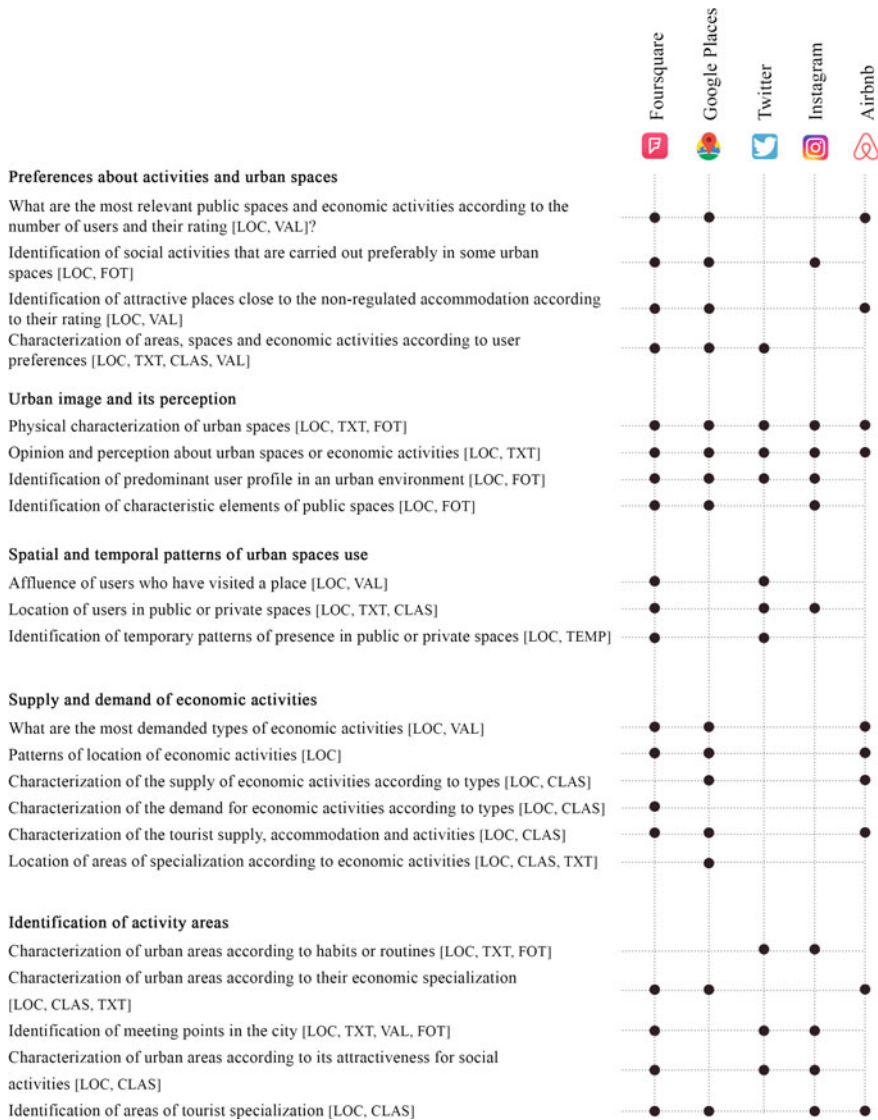 Foursquare
Google Places
Twitter
Instagram
Airbnb
Preferences about activities and urban spaces
What are the most relevant public spaces and economic activities according to the
number of users and their rating [LOC, VAL]?
Identification of social activities that are carried out preferably in some urban
spaces [LOC, FOT]
Identification of attractive places close to the non-regulated accommodation according
to their rating [LOC, VAL]
Characterization of areas, spaces and economic activities according to user
preferences [LOC, TXT, CLAS, VAL]
Urban image and its perception
Physical characterization of urban spaces [LOC, TXT, FOT]
Opinion and perception about urban spaces or economic activities [LOC, TXT]
Identification of predominant user profile in an urban environment [LOC, FOT]
Identification of characteristic elements of public spaces [LOC, FOT]
Spatial and temporal patterns of urban spaces use
Affluence of users who have visited a place [LOC, VAL]
Location of users in public or private spaces [LOC, TXT, CLAS]
Identification of temporary patterns of presence in public or private spaces [LOC, TEMP]
Supply and demand of economic activities
What are the most demanded types of economic activities [LOC, VAL]
Patterns of location of economic activities [LOC]
Characterization of the supply of economic activities according to types [LOC, CLAS]
Characterization of the demand for economic activities according to types [LOC, CLAS]
Characterization of the tourist supply, accommodation and activities [LOC, CLAS]
Location of areas of specialization according to economic activities [LOC, CLAS, TXT]
Identification of activity areas
Characterization of urban areas according to habits or routines [LOC, TXT, FOT]
Characterization of urban areas according to their economic specialization
[LOC, CLAS, TXT]
Identification of meeting points in the city [LOC, TXT, VAL, FOT]
Characterization of urban areas according to its attractiveness for social
activities [LOC, CLAS]
Identification of areas of tourist specialization [LOC, CLAS]